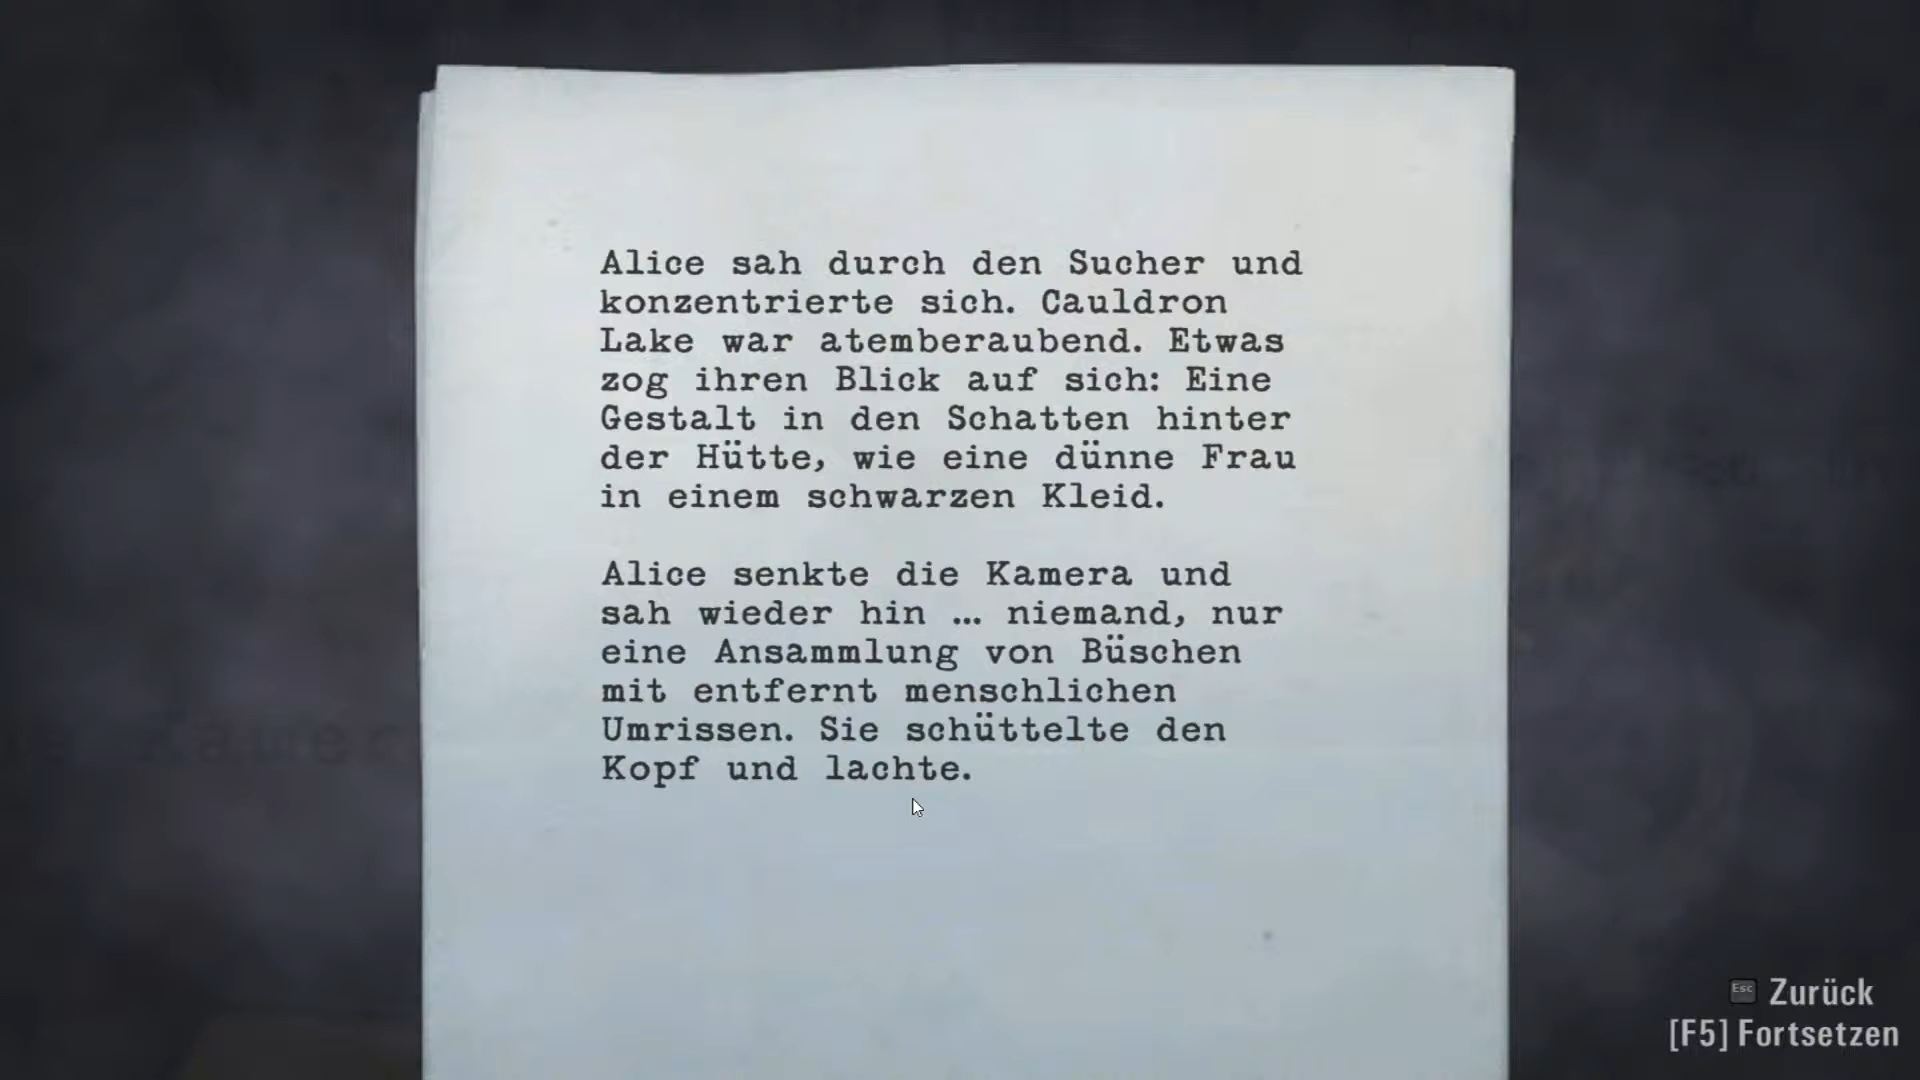 Alice sah durch den Sucher und
konzentrierte sich. Cauldron
Lake war atemberaubend. Etwas
zog ihren Blick auf sich: Eine
Gestalt in den Schatten hinter
der Hütte, wie eine dünne Frau
in einem schwarzen Kleid.
Alice senkte die Kamera und
sah wieder hin … niemand, nur
eine Ansammlung von Büschen
mit entfernt menschlichen
Umrissen. Sie schüttelte den
Kopf und lachte.
Esc Zurück
[F5] Fortsetzen